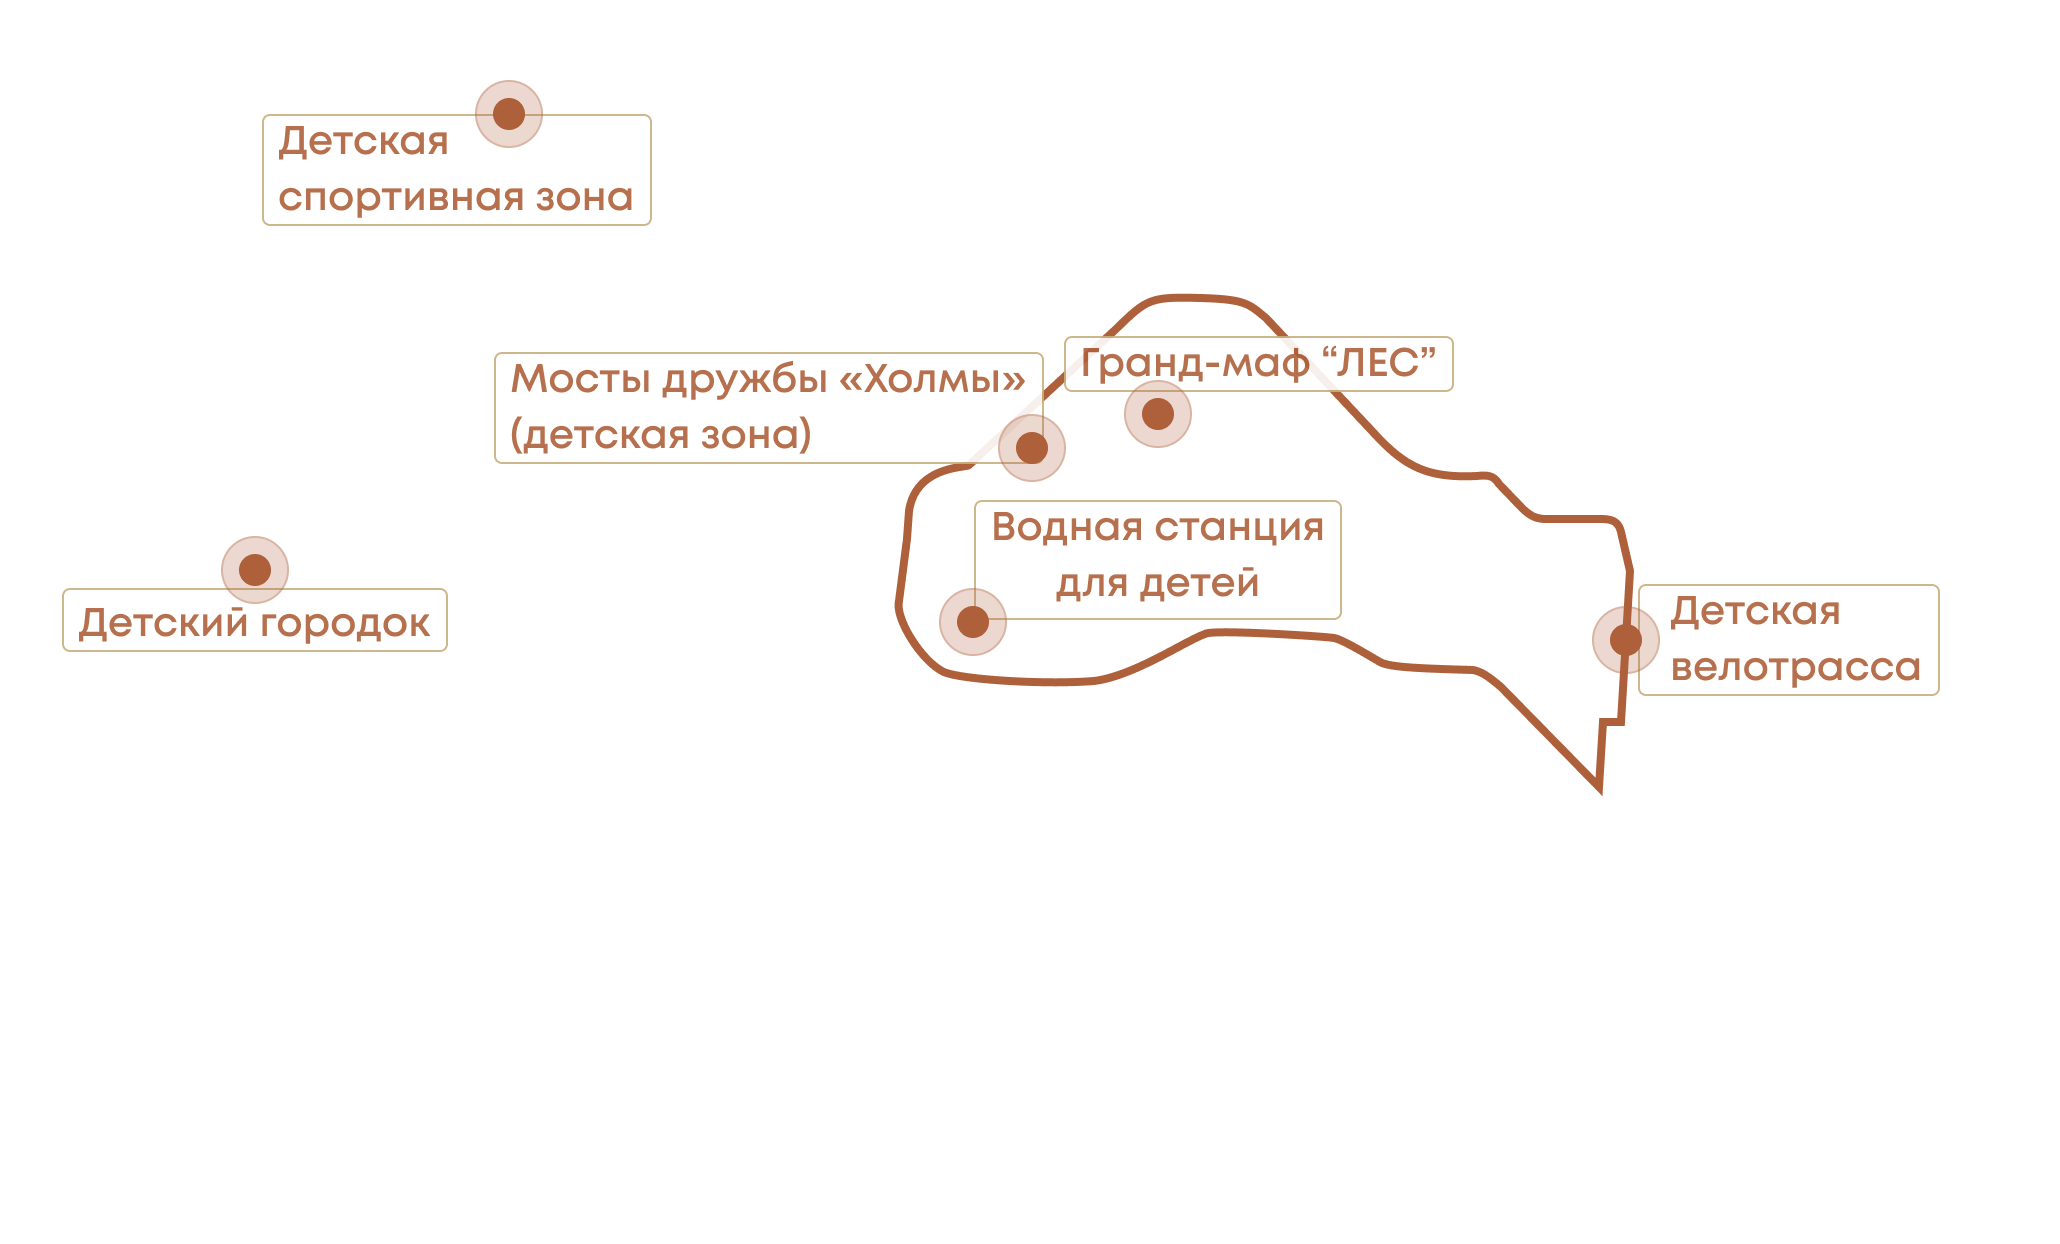 Детская
спортивная зона
Гранд-маф “ЛЕС”
Мосты дружбы «Холмы»
(детская зона)
Водная станция
для детей
Детский городок
Детская
велотрасса